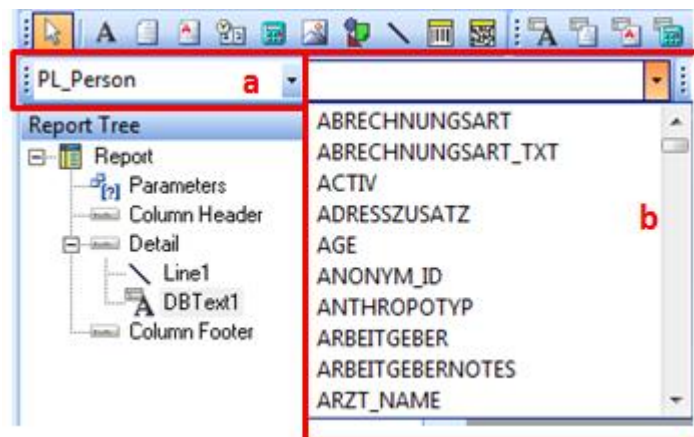 PL_Person a
Report Tree
Report
Parameters
Column Header
Detail
Line1
DBText1
Column Footer
ABRECHNUNGSART
ABRECHNUNGSART_TXT
ACTIV
ADRESSZUSATZ
b
AGE
ANONYM_ID
ANTHROPOTYP
ARBEITGEBER
ARBEITGEBERNOTES
ARZT_NAME